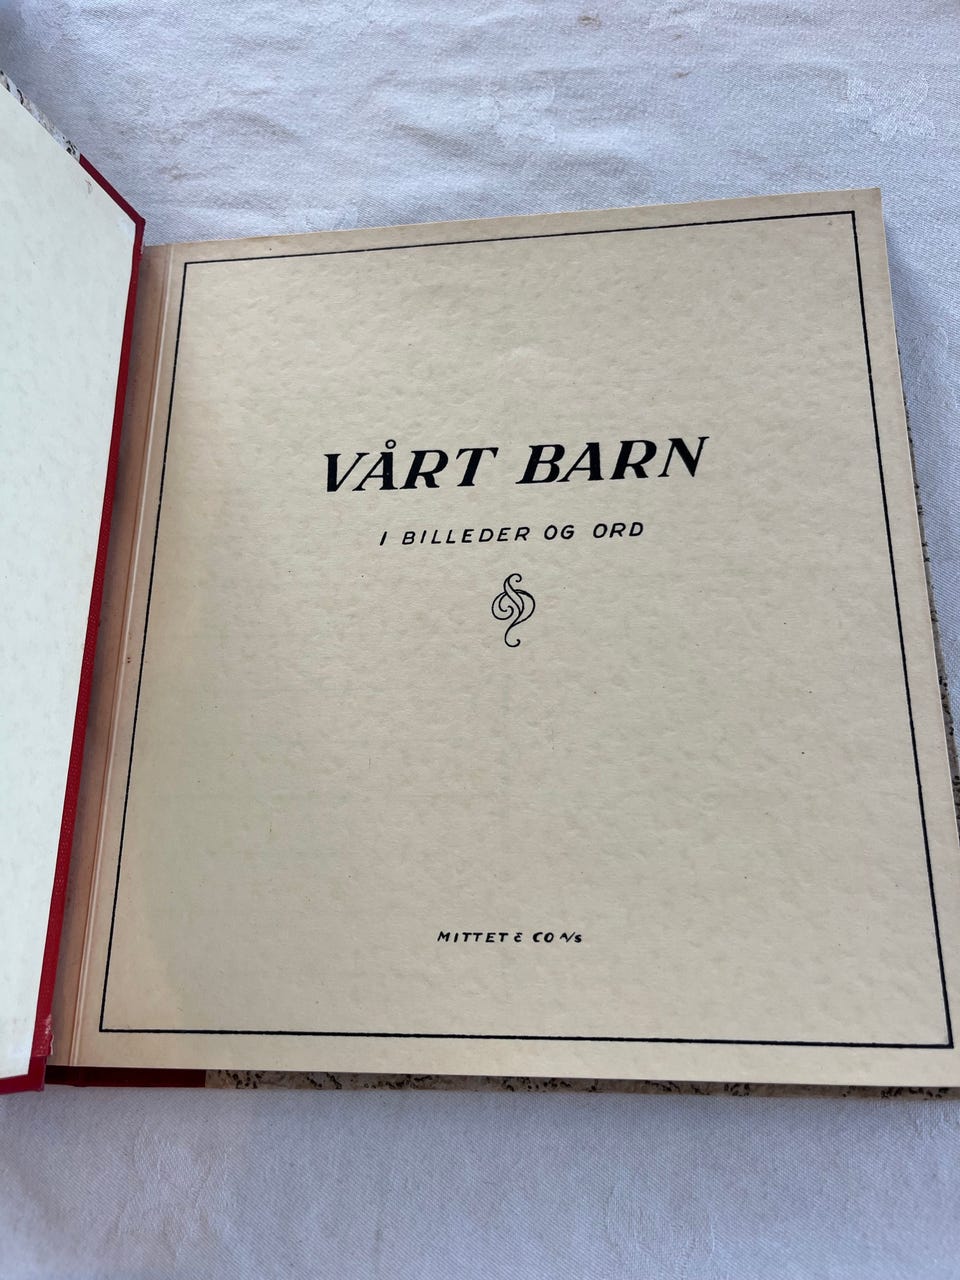 VÅRT BARN
I BILLEDER OG ORD
MITTET & CO A/S